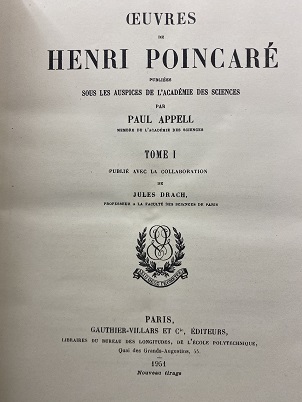 ŒUVRES
DE
HENRI POINCARÉ
PUBLIÉES
SOUS LES AUSPICES DE L'ACADÉMIE DES SCIENCES
PAR
PAUL APPELL
MEMBRE DE L'ACADÉMIE DES SCIENCES
TOME I
PUBLIÉ AVEC LA COLLABORATION
DE
JULES DRACH,
PROFESSEUR A LA FACULTÉ DES SCIENCES DE PARIS
PARIS,
GAUTHIER-VILLARS ET Cie, ÉDITEURS,
LIBRAIRES DU BUREAU DES LONGITUDES, DE L'ÉCOLE POLYTECHNIQUE,
Quai des Grands-Augustins, 55.
1951
Nouveau tirage